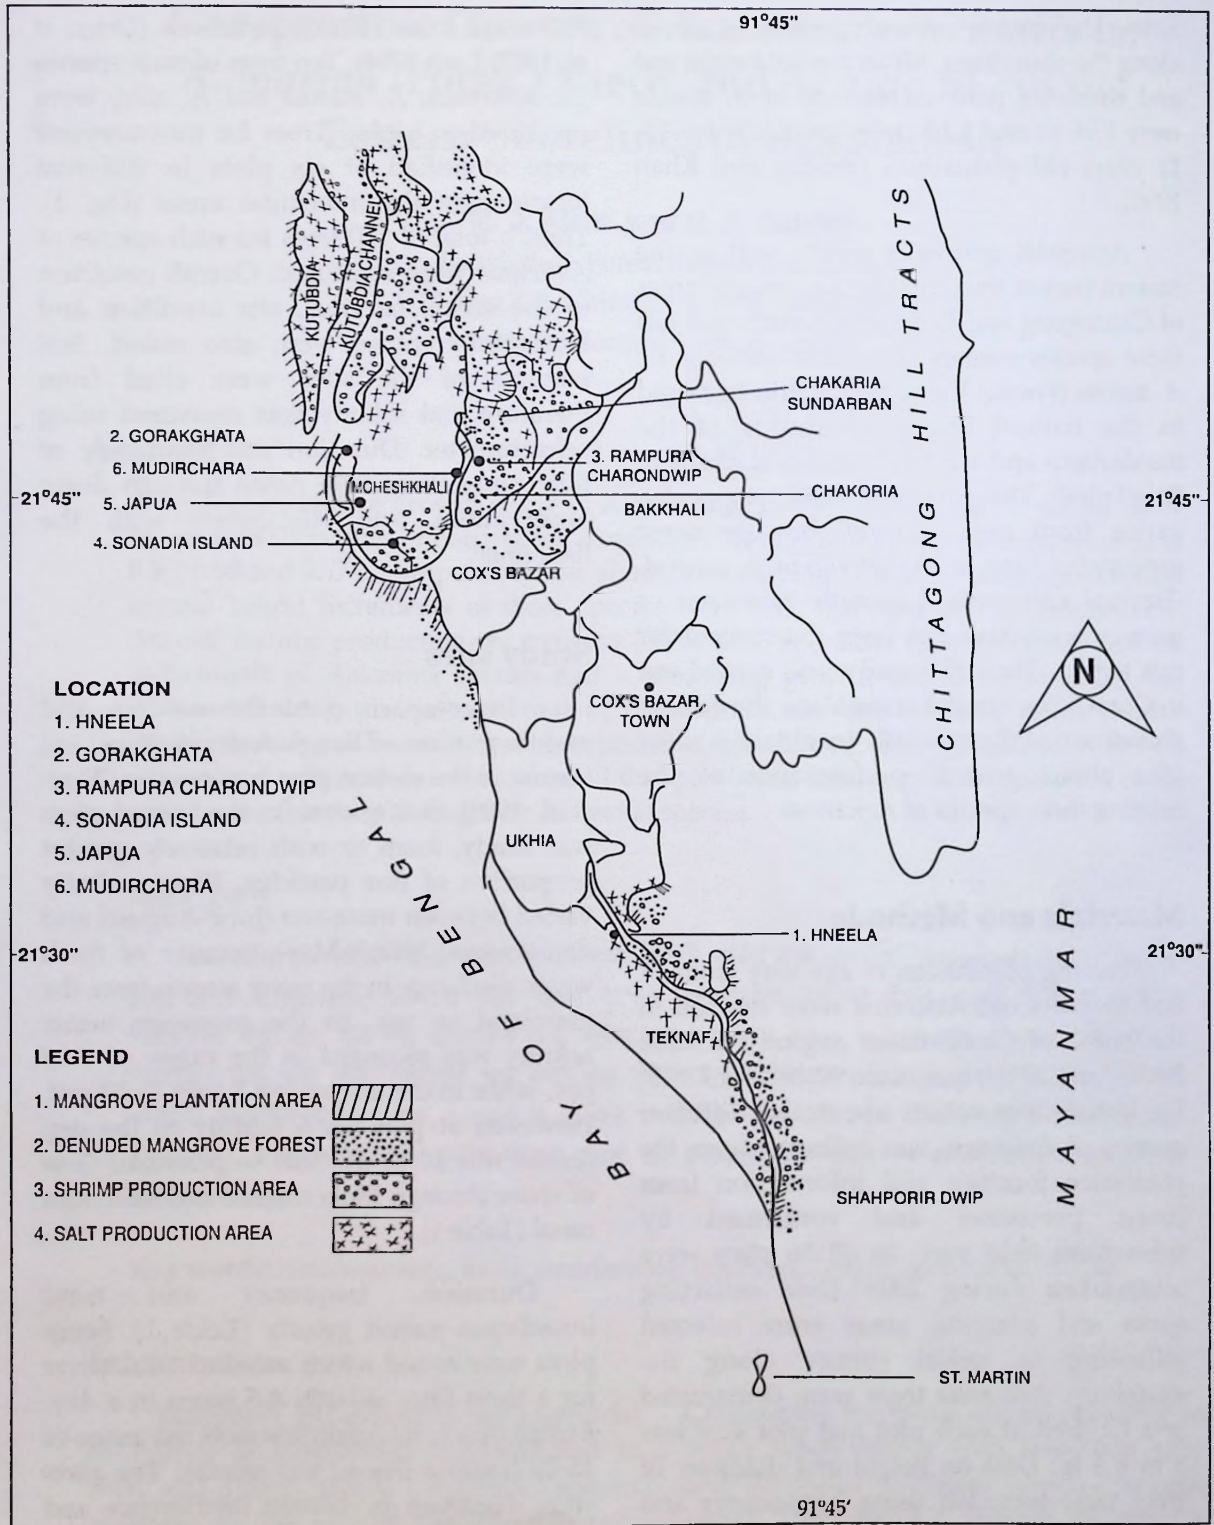 91°45"
KUTUBDIA
KUTUBDIACHANNEL
CHITTAGONG HILL TRACTS
CHAKARIA
SUNDARBAN
2. GORAKGHATA
3. RAMPURA
CHARONDWIP
6. MUDIRCHARA
MOHESHKHALI
CHAKORIA
21°45"
21°45"
5. JAPUA
BAKKHALI
4. SONADIA ISLAND
COX'S BAZAR
N
LOCATION
1. HNEELA
2. GORAKGHATA
3. RAMPURA CHARONDWIP
4. SONADIA ISLAND
5. JAPUA
6. MUDIRCHORA
COX'S BAZAR
TOWN
UKHIA
BAY OF BENGAL
1. HNEELA
21°30"
21°30"
MAYANMAR
TEKNAF
LEGEND
1. MANGROVE PLANTATION AREA
2. DENUDED MANGROVE FOREST
3. SHRIMP PRODUCTION AREA
4. SALT PRODUCTION AREA
SHAHPORIR DWIP
ST. MARTIN
91°45'